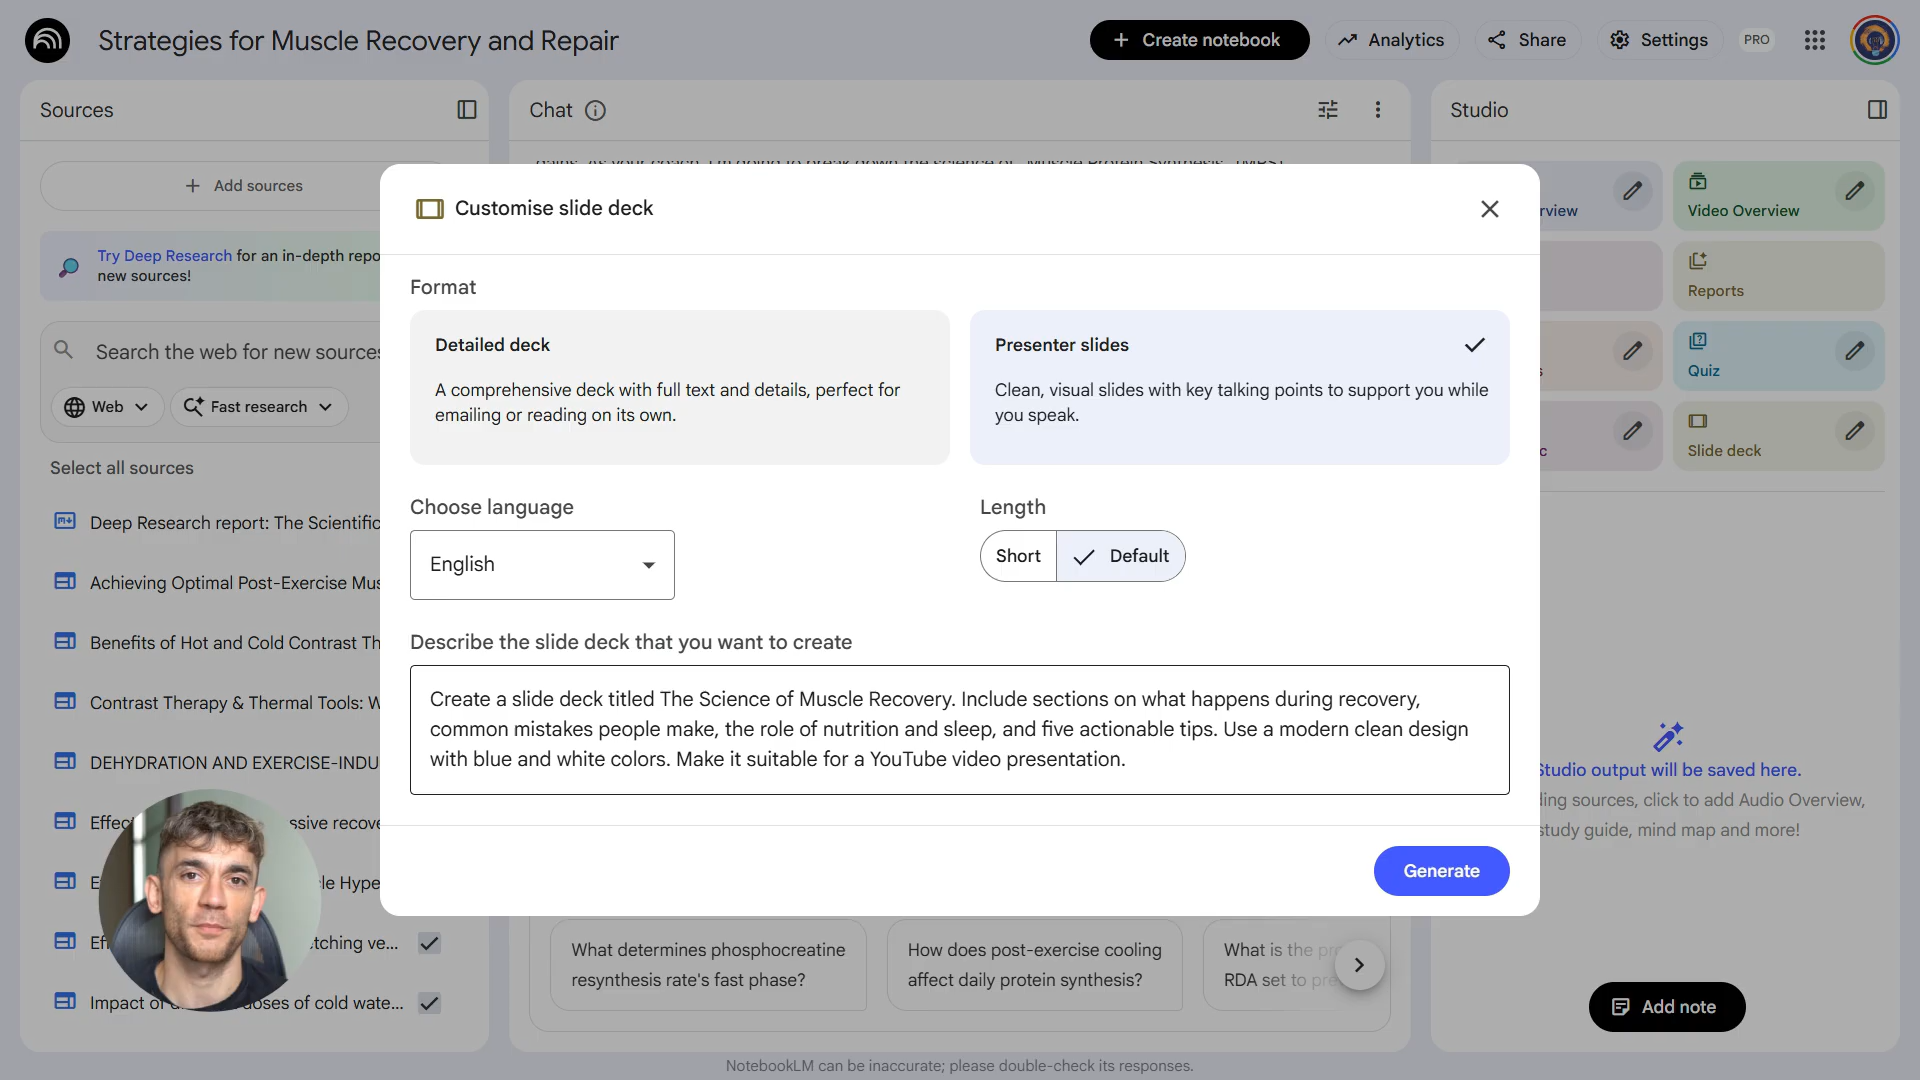 Strategies for Muscle Recovery and Repair
Create notebook
Analytics
Share
Settings
PRO
Sources
Add sources
Try Deep Research for an in-depth repo
new sources!
Search the web for new sources
Web
Fast research
Select all sources
Deep Research report: The Scientific
Achieving Optimal Post-Exercise Mus
Benefits of Hot and Cold Contrast Th
Contrast Therapy & Thermal Tools: W
DEHYDRATION AND EXERCISE-INDU
Effec ssive recove
E le Hype
Ef tching ve...
Impact of doses of cold wate...
Chat
What determines phosphocreatine
resynthesis rate's fast phase?
How does post-exercise cooling
affect daily protein synthesis?
What is the pr
RDA set to pre
Customise slide deck
Format
Detailed deck
A comprehensive deck with full text and details, perfect for
emailing or reading on its own.
Presenter slides
Clean, visual slides with key talking points to support you while
you speak.
Choose language
English
Length
Short
Default
Describe the slide deck that you want to create
Create a slide deck titled The Science of Muscle Recovery. Include sections on what happens during recovery,
common mistakes people make, the role of nutrition and sleep, and five actionable tips. Use a modern clean design
with blue and white colors. Make it suitable for a YouTube video presentation.
Generate
Studio
rview
Video Overview
Reports
s
Quiz
c
Slide deck
Studio output will be saved here.
ding sources, click to add Audio Overview,
study guide, mind map and more!
Add note
NotebookLM can be inaccurate; please double-check its responses.